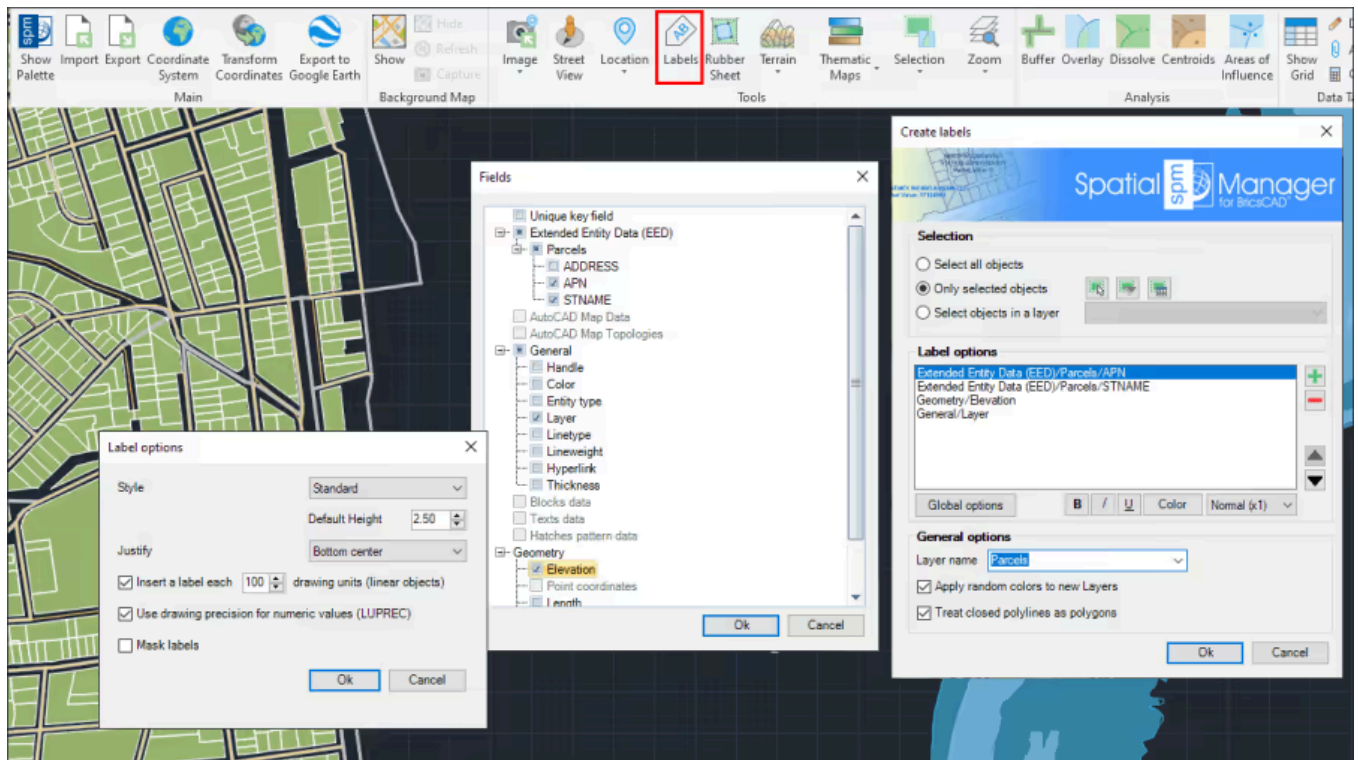 spm
Show Palette
Import
Export
Coordinate System
Transform Coordinates
Export to Google Earth
Main
Show
Hide
Refresh
Capture
Background Map
Image
Street View
Location
AB
Labels
Rubber Sheet
Terrain
Thematic Maps
Selection
Zoom
Tools
Buffer
Overlay
Dissolve
Centroids
Areas of Influence
Analysis
Show Grid
Data
Fields
Unique key field
Extended Entity Data (EED)
Parcels
ADDRESS
APN
STNAME
AutoCAD Map Data
AutoCAD Map Topologies
General
Handle
Color
Entity type
Layer
Linetype
Lineweight
Hyperlink
Thickness
Blocks data
Texts data
Hatches pattern data
Geometry
Elevation
Point coordinates
Length
Ok Cancel
Label options
Style Standard
Default Height 2.50
Justify Bottom center
Insert a label each 100 drawing units (linear objects)
Use drawing precision for numeric values (LUPREC)
Mask labels
Ok Cancel
Create labels
Spatial spm Manager
for BricsCAD
Selection
Select all objects
Only selected objects
Select objects in a layer
Label options
Extended Entity Data (EED)/Parcels/APN
Extended Entity Data (EED)/Parcels/STNAME
Geometry/Elevation
General/Layer
Global options B I U Color Normal (x1)
General options
Layer name Parcels
Apply random colors to new Layers
Treat closed polylines as polygons
Ok Cancel